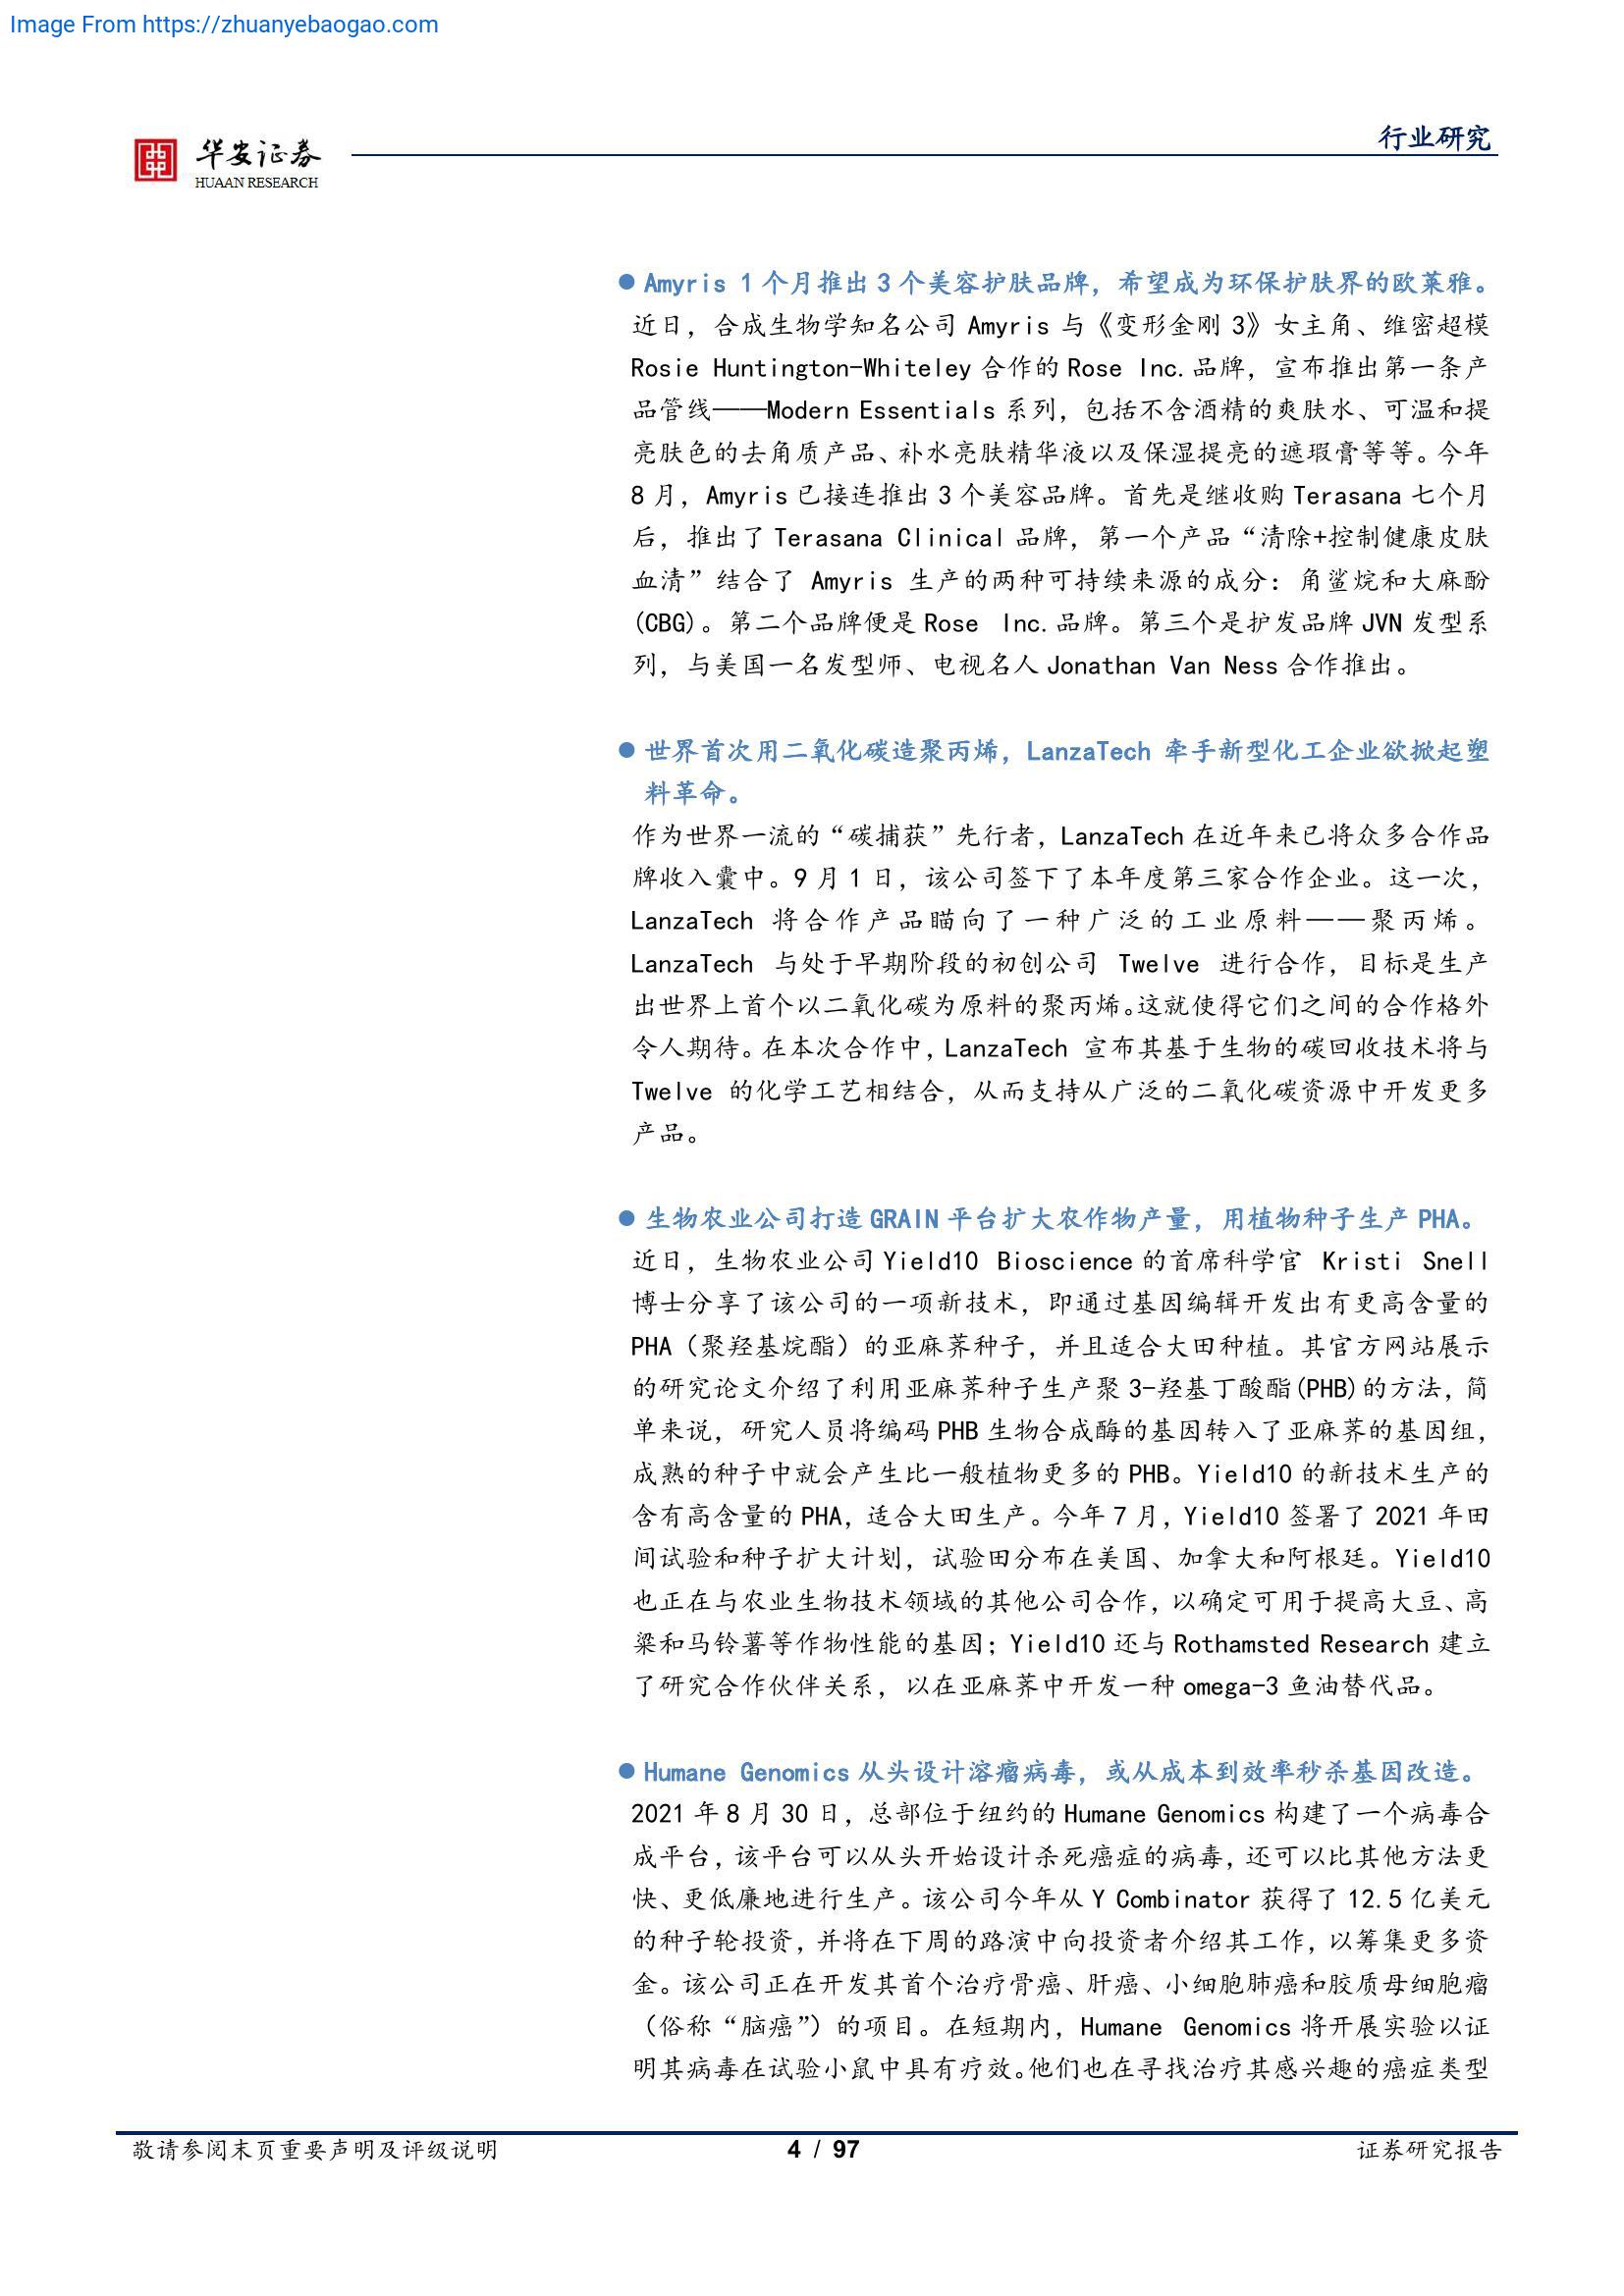 Image From https://zhuanyebaogao.com
华安证券
HUAAN RESEARCH
行业研究
Amyris 1 个月推出 3 个美容护肤品牌，希望成为环保护肤界的欧莱雅。
近日，合成生物学知名公司 Amyris 与《变形金刚 3》女主角、维密超模
Rosie Huntington-Whiteley 合作的 Rose Inc. 品牌，宣布推出第一条产
品管线——Modern Essentials 系列，包括不含酒精的爽肤水、可温和提
亮肤色的去角质产品、补水亮肤精华液以及保湿提亮的遮瑕膏等等。今年
8 月，Amyris 已接连推出 3 个美容品牌。首先是继收购 Terasana 七个月
后，推出了 Terasana Clinical 品牌，第一个产品“清除+控制健康皮肤
血清”结合了 Amyris 生产的两种可持续来源的成分：角鲨烷和大麻酚
(CBG)。第二个品牌便是 Rose Inc. 品牌。第三个是护发品牌 JVN 发型系
列，与美国一名发型师、电视名人 Jonathan Van Ness 合作推出。
世界首次用二氧化碳造聚丙烯，LanzaTech 牵手新型化工企业欲掀起塑
料革命。
作为世界一流的“碳捕获”先行者，LanzaTech 在近年来已将众多合作品
牌收入囊中。9 月 1 日，该公司签下了本年度第三家合作企业。这一次，
LanzaTech 将合作产品瞄向了一种广泛的工业原料——聚丙烯。
LanzaTech 与处于早期阶段的初创公司 Twelve 进行合作，目标是生产
出世界上首个以二氧化碳为原料的聚丙烯。这就使得它们之间的合作格外
令人期待。在本次合作中，LanzaTech 宣布其基于生物的碳回收技术将与
Twelve 的化学工艺相结合，从而支持从广泛的二氧化碳资源中开发更多
产品。
生物农业公司打造 GRAIN 平台扩大农作物产量，用植物种子生产 PHA。
近日，生物农业公司 Yield10 Bioscience 的首席科学官 Kristi Snell
博士分享了该公司的一项新技术，即通过基因编辑开发出有更高含量的
PHA（聚羟基烷酯）的亚麻荠种子，并且适合大田种植。其官方网站展示
的研究论文介绍了利用亚麻荠种子生产聚 3-羟基丁酸酯(PHB)的方法，简
单来说，研究人员将编码 PHB 生物合成酶的基因转入了亚麻荠的基因组，
成熟的种子中就会产生比一般植物更多的 PHB。Yield10 的新技术生产的
含有高含量的 PHA，适合大田生产。今年 7 月，Yield10 签署了 2021 年田
间试验和种子扩大计划，试验田分布在美国、加拿大和阿根廷。Yield10
也正在与农业生物技术领域的其他公司合作，以确定可用于提高大豆、高
粱和马铃薯等作物性能的基因；Yield10 还与 Rothamsted Research 建立
了研究合作伙伴关系，以在亚麻荠中开发一种 omega-3 鱼油替代品。
Humane Genomics 从头设计溶瘤病毒，或从成本到效率秒杀基因改造。
2021 年 8 月 30 日，总部位于纽约的 Humane Genomics 构建了一个病毒合
成平台，该平台可以从头开始设计杀死癌症的病毒，还可以比其他方法更
快、更低廉地进行生产。该公司今年从 Y Combinator 获得了 12.5 亿美元
的种子轮投资，并将在下周的路演中向投资者介绍其工作，以筹集更多资
金。该公司正在开发其首个治疗骨癌、肝癌、小细胞肺癌和胶质母细胞瘤
（俗称“脑癌”）的项目。在短期内，Humane Genomics 将开展实验以证
明其病毒在试验小鼠中具有疗效。他们也在寻找治疗其感兴趣的癌症类型
敬请参阅末页重要声明及评级说明
4 / 97
证券研究报告